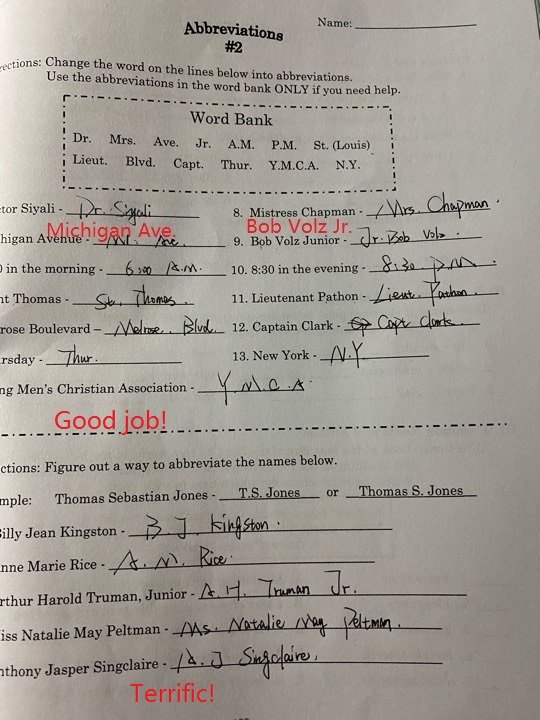 Abbreviations
#2
Name:
ections: Change the word on the lines below into abbreviations.
Use the abbreviations in the word bank ONLY if you need help.
Word Bank
Dr. Mrs. Ave. Jr. A.M. P.M. St. (Louis)
Lieut. Blvd. Capt. Thur. Y.M.C.A. N.Y.
tor Siyali - Dr. Siyali
8. Mistress Chapman - Mrs. Chapman.
Michigan Ave.
Bob Volz Jr.
higan Avenue - Mi. Ave.
9. Bob Volz Junior - Jr. Bob Volz.
0 in the morning - 6:00 A.M.
10. 8:30 in the evening - 8:30 P.M
nt Thomas - St. Thomas.
11. Lieutenant Pathon - Lieut. Pathon.
rose Boulevard – Melrose. Blvd.
12. Captain Clark - Capt Clark.
rsday - Thur.
13. New York - N.Y
ng Men's Christian Association - Y.M.C.A.
Good job!
ctions: Figure out a way to abbreviate the names below.
mple: Thomas Sebastian Jones - T.S. Jones or Thomas S. Jones
Billy Jean Kingston - B. J. Kingston.
nne Marie Rice - A. M. Rice.
rthur Harold Truman, Junior - A. H. Truman Jr.
iss Natalie May Peltman - Ms. Natalie May Peltman.
nthony Jasper Singclaire - A. J Singclaire.
Terrific!